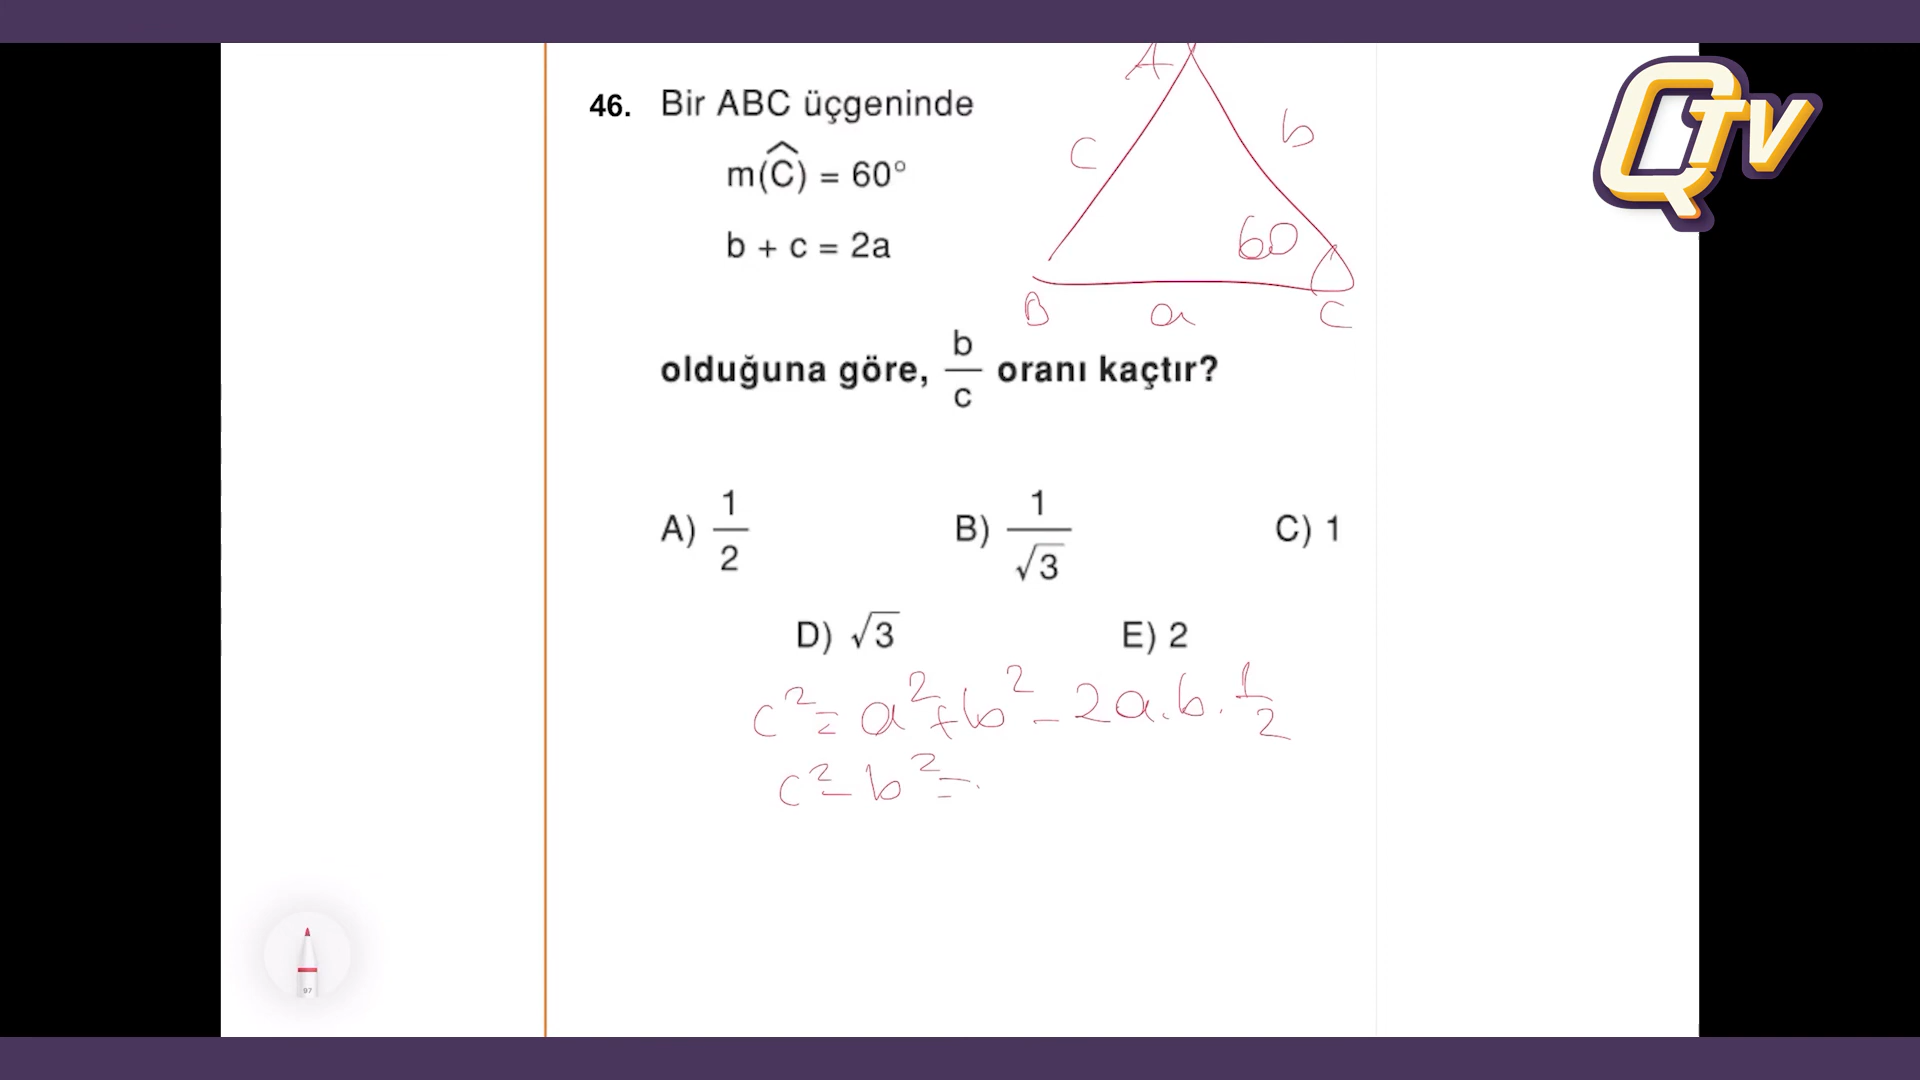 QTV
46. Bir ABC üçgeninde
m(Ĉ) = 60°
b + c = 2a
A
c
b
60
B
a
C
olduğuna göre, b/c oranı kaçtır?
A) 1/2 B) 1/√3 C) 1
D) √3 E) 2
c² = a² + b² - 2a.b.1/2
c² - b² =
97